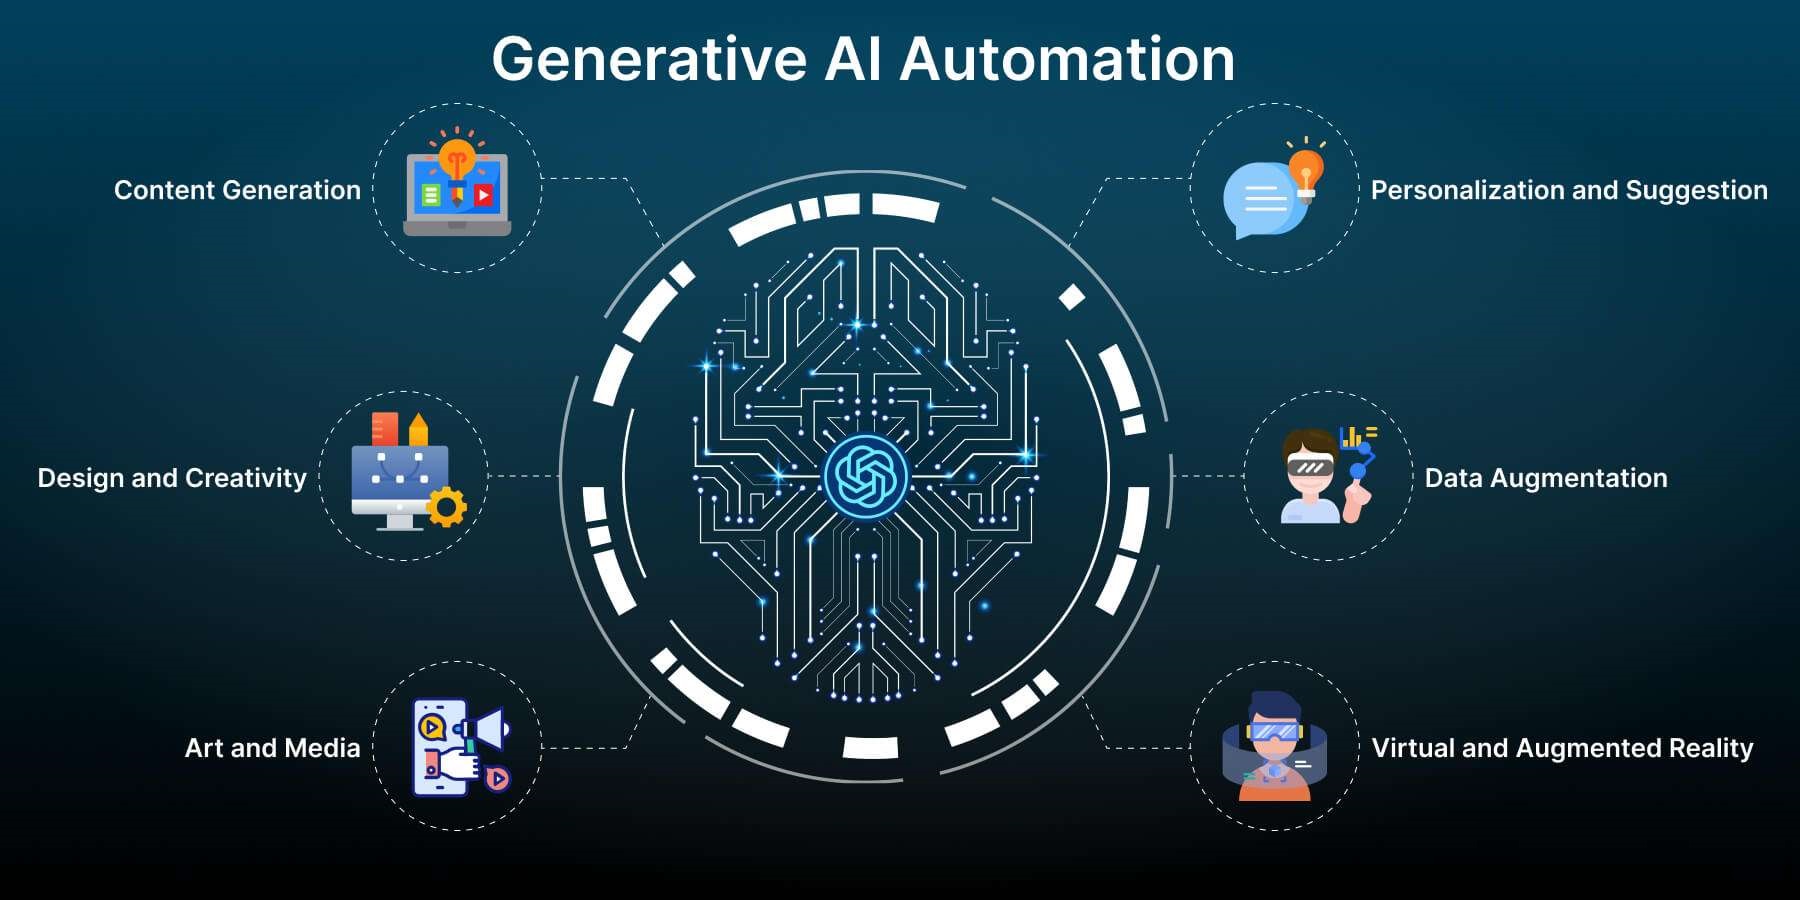 Generative AI Automation
Content Generation
Personalization and Suggestion
Design and Creativity
Data Augmentation
Art and Media
Virtual and Augmented Reality